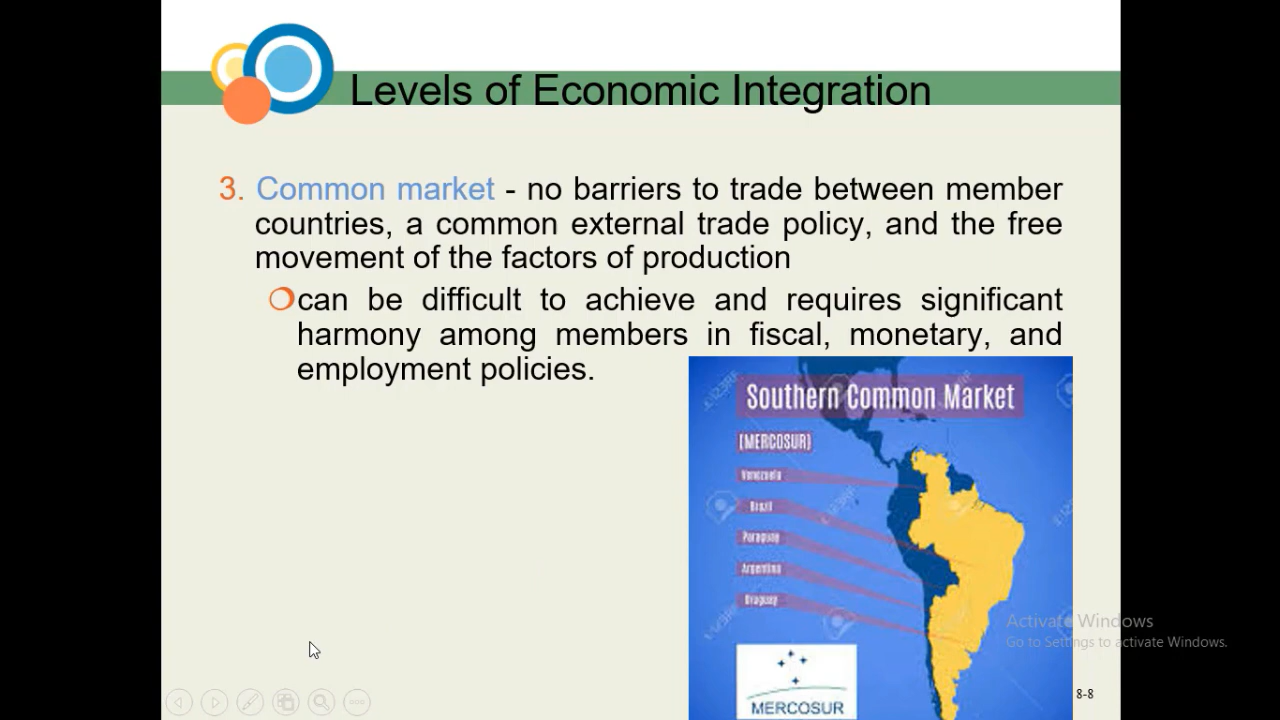 Levels of Economic Integration
3. Common market - no barriers to trade between member
countries, a common external trade policy, and the free
movement of the factors of production
can be difficult to achieve and requires significant
harmony among members in fiscal, monetary, and
employment policies.
Southern Common Market
(MERCOSUR)
Venezuela
Brazil
Paraguay
Argentina
Uruguay
MERCOSUR
Activate Windows
Go to Settings to activate Windows.
8-8